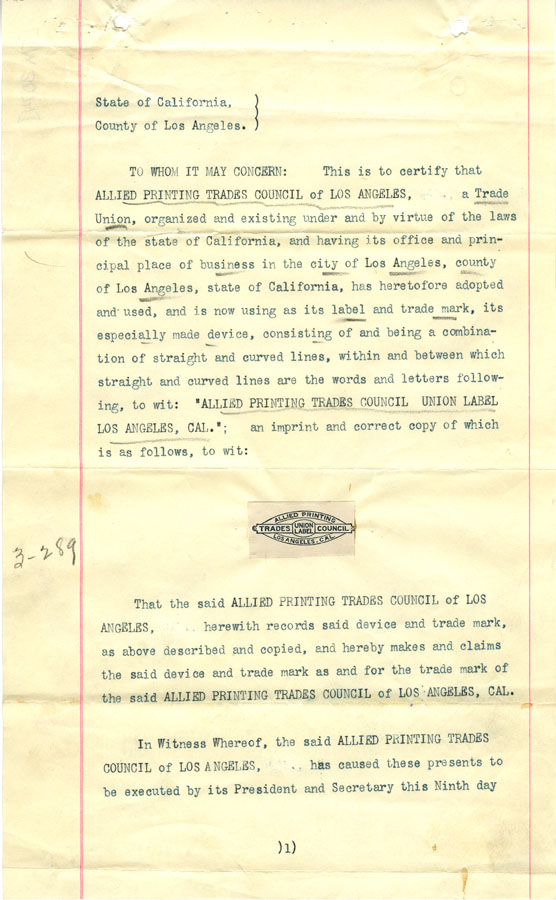 State of California, )
County of Los Angeles. )
TO WHOM IT MAY CONCERN: This is to certify that
ALLIED PRINTING TRADES COUNCIL of LOS ANGELES, a Trade
Union, organized and existing under and by virtue of the laws
of the state of California, and having its office and prin-
cipal place of business in the city of Los Angeles, county
of Los Angeles, state of California, has heretofore adopted
and used, and is now using as its label and trade mark, its
especially made device, consisting of and being a combina-
tion of straight and curved lines, within and between which
straight and curved lines are the words and letters follow-
ing, to wit: "ALLIED PRINTING TRADES COUNCIL UNION LABEL
LOS ANGELES, CAL."; an imprint and correct copy of which
is as follows, to wit:
ALLIED PRINTING
TRADES UNION LABEL COUNCIL
LOS ANGELES, CAL.
3-289
That the said ALLIED PRINTING TRADES COUNCIL of LOS
ANGELES, herewith records said device and trade mark,
as above described and copied, and hereby makes and claims
the said device and trade mark as and for the trade mark of
the said ALLIED PRINTING TRADES COUNCIL of LOS ANGELES, CAL.
In Witness Whereof, the said ALLIED PRINTING TRADES
COUNCIL of LOS ANGELES, has caused these presents to
be executed by its President and Secretary this Ninth day
)1)